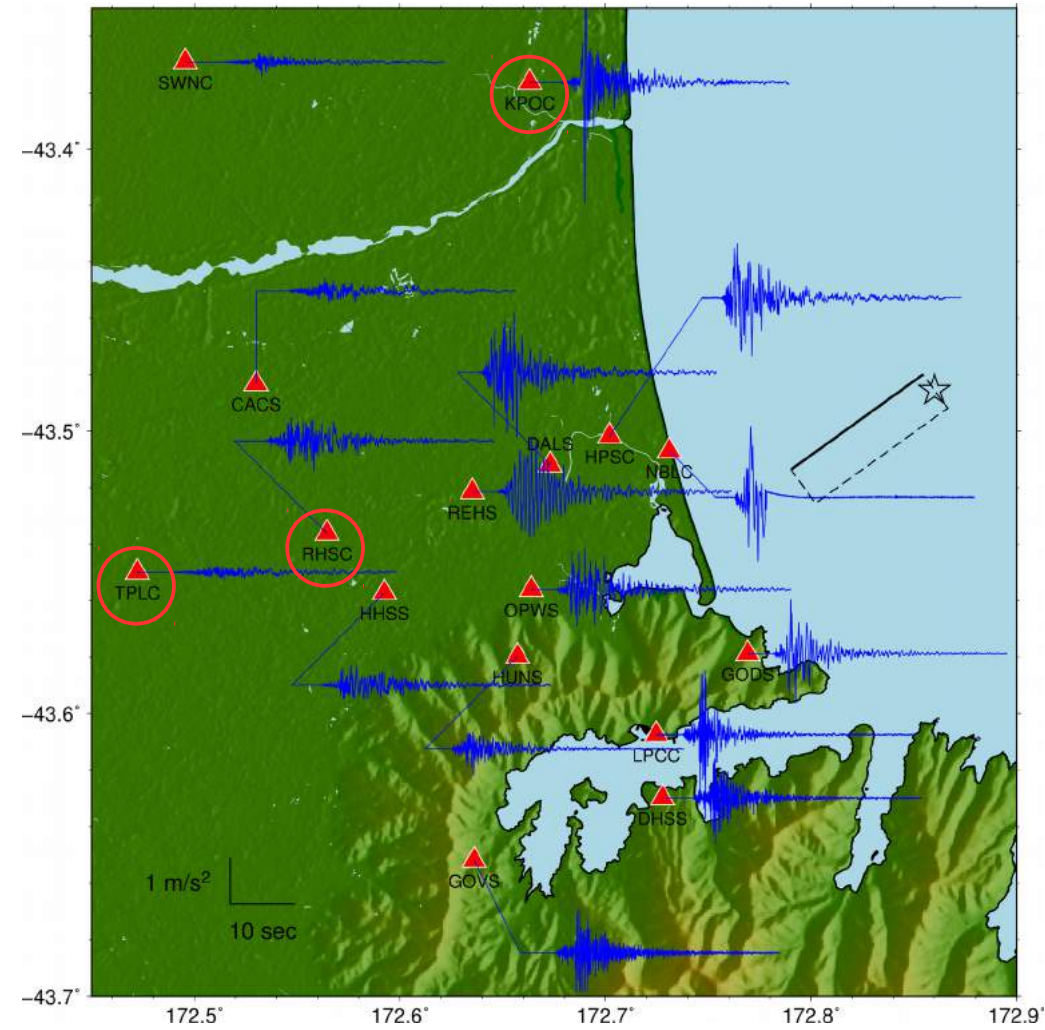 SWNC
KPOC
−43.4°
CACS
−43.5°
DALS
HPSC
NBLC
REHS
RHSC
TPLC
HHSS
OPWS
HUNS
GODS
−43.6°
LPCC
DHSS
GOVS
1 m/s²
10 sec
−43.7°
172.5° 172.6° 172.7° 172.8° 172.9°